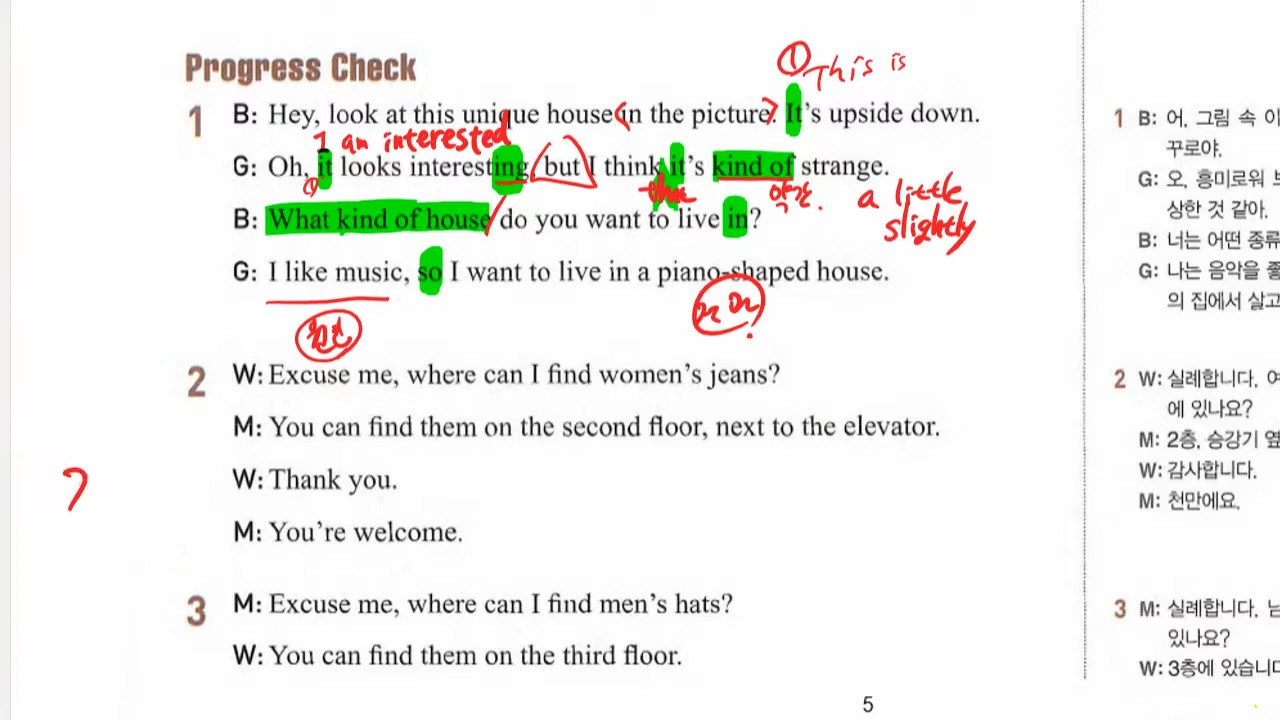 Progress Check
① This is
1 B: Hey, look at this unique house in the picture. It's upside down.
I am interested
G: Oh, it looks interesting, but I think it's kind of strange.
① that 약간. a little
slightly
B: What kind of house do you want to live in?
G: I like music, so I want to live in a piano-shaped house.
원인
2 W: Excuse me, where can I find women's jeans?
M: You can find them on the second floor, next to the elevator.
W: Thank you.
M: You're welcome.
3 M: Excuse me, where can I find men's hats?
W: You can find them on the third floor.
5
1 B: 어, 그림 속 이
꾸로야.
G: 오, 흥미로워 보
상한 것 같아.
B: 너는 어떤 종류
G: 나는 음악을 좋
의 집에서 살고
2 W: 실례합니다, 여
에 있나요?
M: 2층, 승강기 옆
W: 감사합니다.
M: 천만에요.
3 M: 실례합니다, 남
있나요?
W: 3층에 있습니다